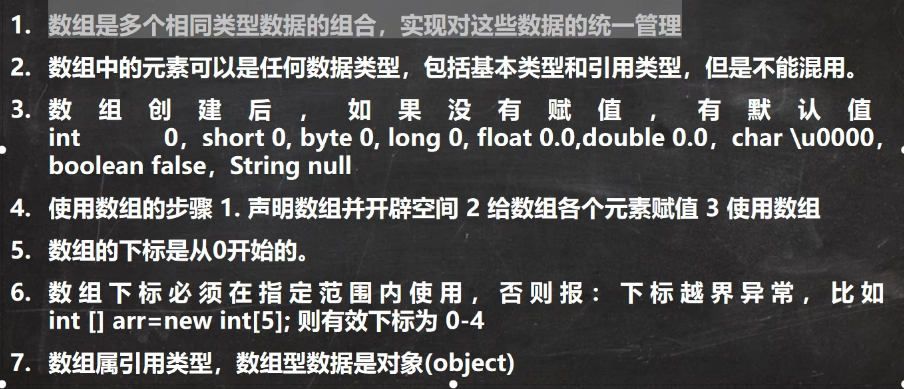 1. 数组是多个相同类型数据的组合，实现对这些数据的统一管理
2. 数组中的元素可以是任何数据类型，包括基本类型和引用类型，但是不能混用。
3. 数组创建后，如果没有赋值，有默认值
int 0，short 0, byte 0, long 0, float 0.0,double 0.0，char \u0000，
boolean false，String null
4. 使用数组的步骤 1. 声明数组并开辟空间 2 给数组各个元素赋值 3 使用数组
5. 数组的下标是从0开始的。
6. 数组下标必须在指定范围内使用，否则报：下标越界异常，比如
int [] arr=new int[5]; 则有效下标为 0-4
7. 数组属引用类型，数组型数据是对象(object)